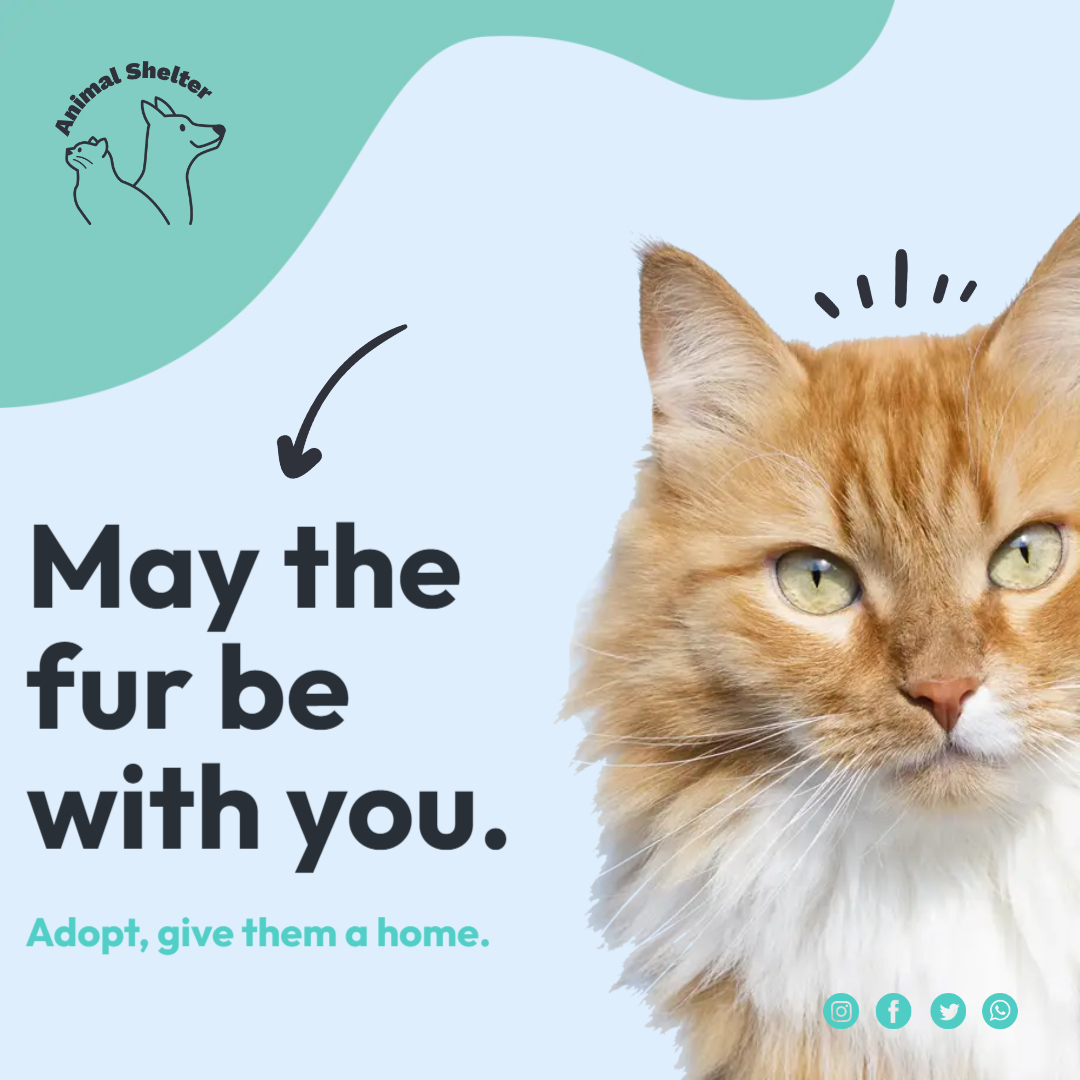 Animal Shelter
May the
fur be
with you.
Adopt, give them a home.